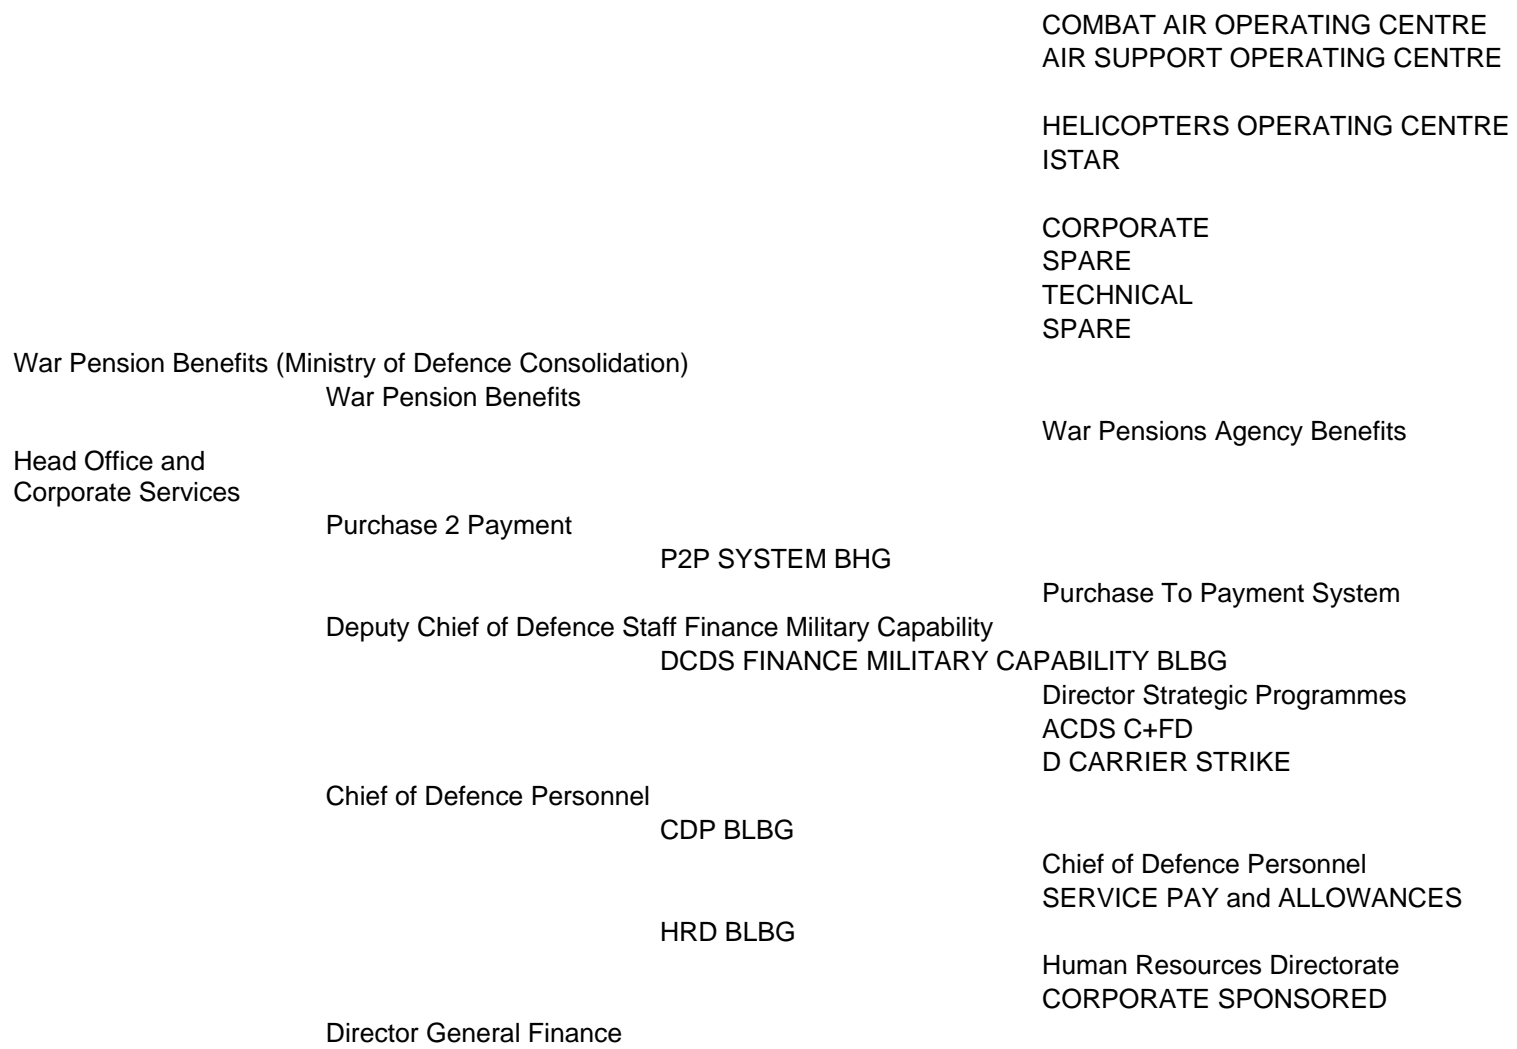 COMBAT AIR OPERATING CENTRE
AIR SUPPORT OPERATING CENTRE
HELICOPTERS OPERATING CENTRE
ISTAR
CORPORATE
SPARE
TECHNICAL
SPARE
War Pension Benefits (Ministry of Defence Consolidation)
War Pension Benefits
War Pensions Agency Benefits
Head Office and
Corporate Services
Purchase 2 Payment
P2P SYSTEM BHG
Purchase To Payment System
Deputy Chief of Defence Staff Finance Military Capability
DCDS FINANCE MILITARY CAPABILITY BLBG
Director Strategic Programmes
ACDS C+FD
D CARRIER STRIKE
Chief of Defence Personnel
CDP BLBG
Chief of Defence Personnel
SERVICE PAY and ALLOWANCES
HRD BLBG
Human Resources Directorate
CORPORATE SPONSORED
Director General Finance